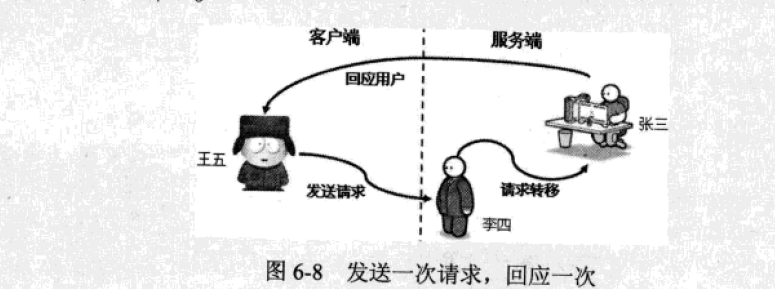 客户端
服务端
回应用户
张三
王五
发送请求
请求转移
李四
图 6-8 发送一次请求，回应一次